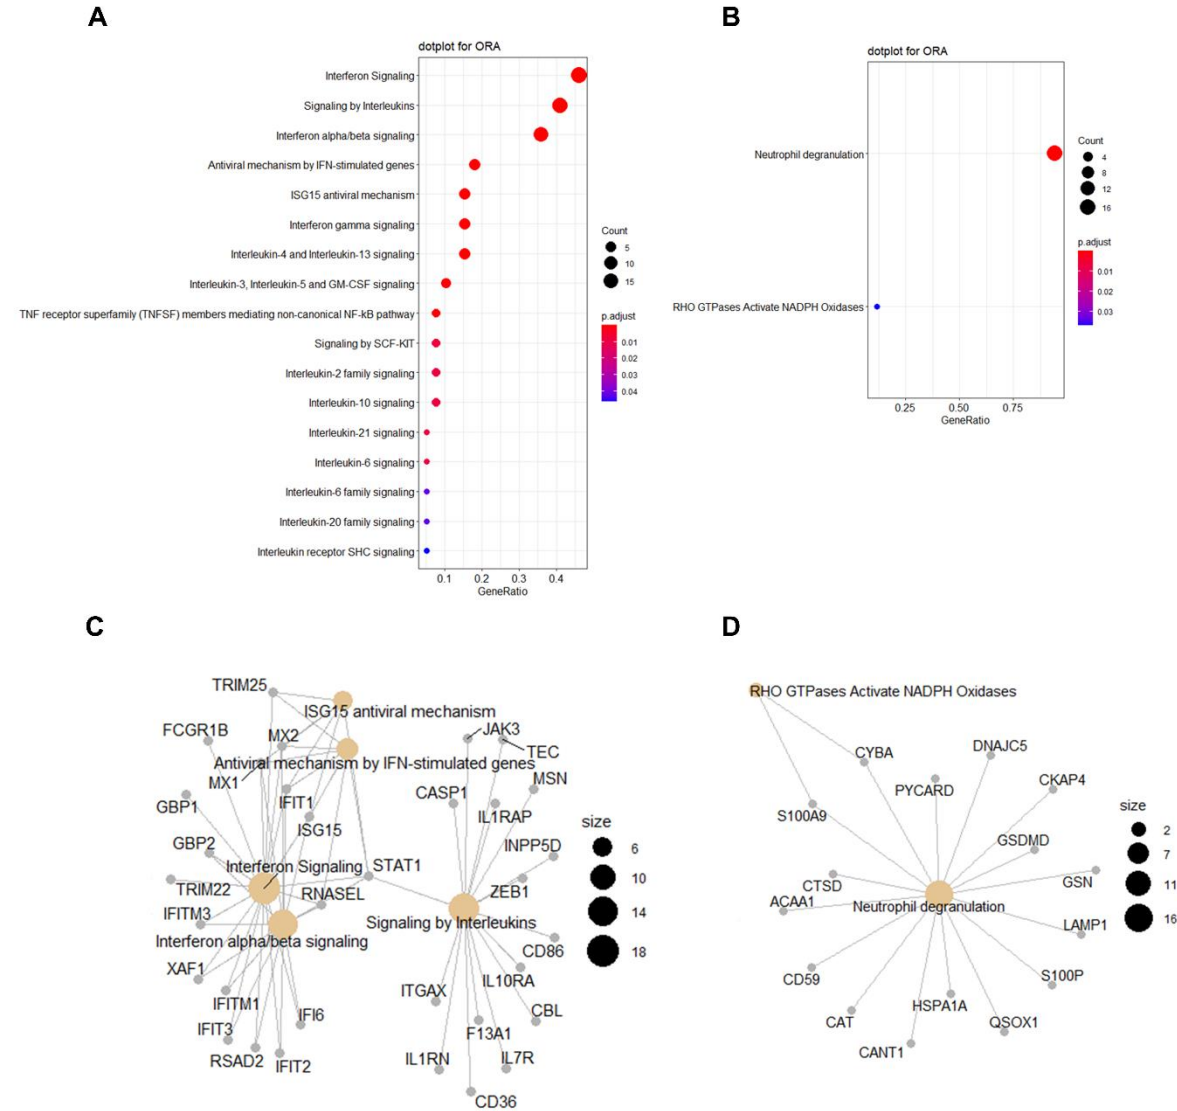 A
dotplot for ORA
Interferon Signaling
Signaling by Interleukins
Interferon alpha/beta signaling
Antiviral mechanism by IFN-stimulated genes
ISG15 antiviral mechanism
Interferon gamma signaling
Interleukin-4 and Interleukin-13 signaling
Interleukin-3, Interleukin-5 and GM-CSF signaling
TNF receptor superfamily (TNFSF) members mediating non-canonical NF-kB pathway
Signaling by SCF-KIT
Interleukin-2 family signaling
Interleukin-10 signaling
Interleukin-21 signaling
Interleukin-6 signaling
Interleukin-6 family signaling
Interleukin-20 family signaling
Interleukin receptor SHC signaling
0.1 0.2 0.3 0.4
GeneRatio
Count
5
10
15
p.adjust
0.01
0.02
0.03
0.04
B
dotplot for ORA
Neutrophil degranulation
RHO GTPases Activate NADPH Oxidases
0.25 0.50 0.75
GeneRatio
Count
4
8
12
16
p.adjust
0.01
0.02
0.03
C
TRIM25
ISG15 antiviral mechanism
FCGR1B
MX2
JAK3
TEC
Antiviral mechanism by IFN-stimulated genes
MX1
MSN
CASP1
GBP1
IFIT1
IL1RAP
ISG15
GBP2
INPP5D
Interferon Signaling
STAT1
TRIM22
RNASEL
ZEB1
IFITM3
Signaling by Interleukins
Interferon alpha/beta signaling
CD86
XAF1
IL10RA
ITGAX
IFITM1
CBL
IFI6
IFIT3
F13A1
RSAD2
IFIT2
IL1RN
IL7R
CD36
size
6
10
14
18
D
RHO GTPases Activate NADPH Oxidases
CYBA
DNAJC5
PYCARD
CKAP4
S100A9
GSDMD
CTSD
GSN
ACAA1
Neutrophil degranulation
LAMP1
CD59
S100P
HSPA1A
CAT
QSOX1
CANT1
size
2
7
11
16